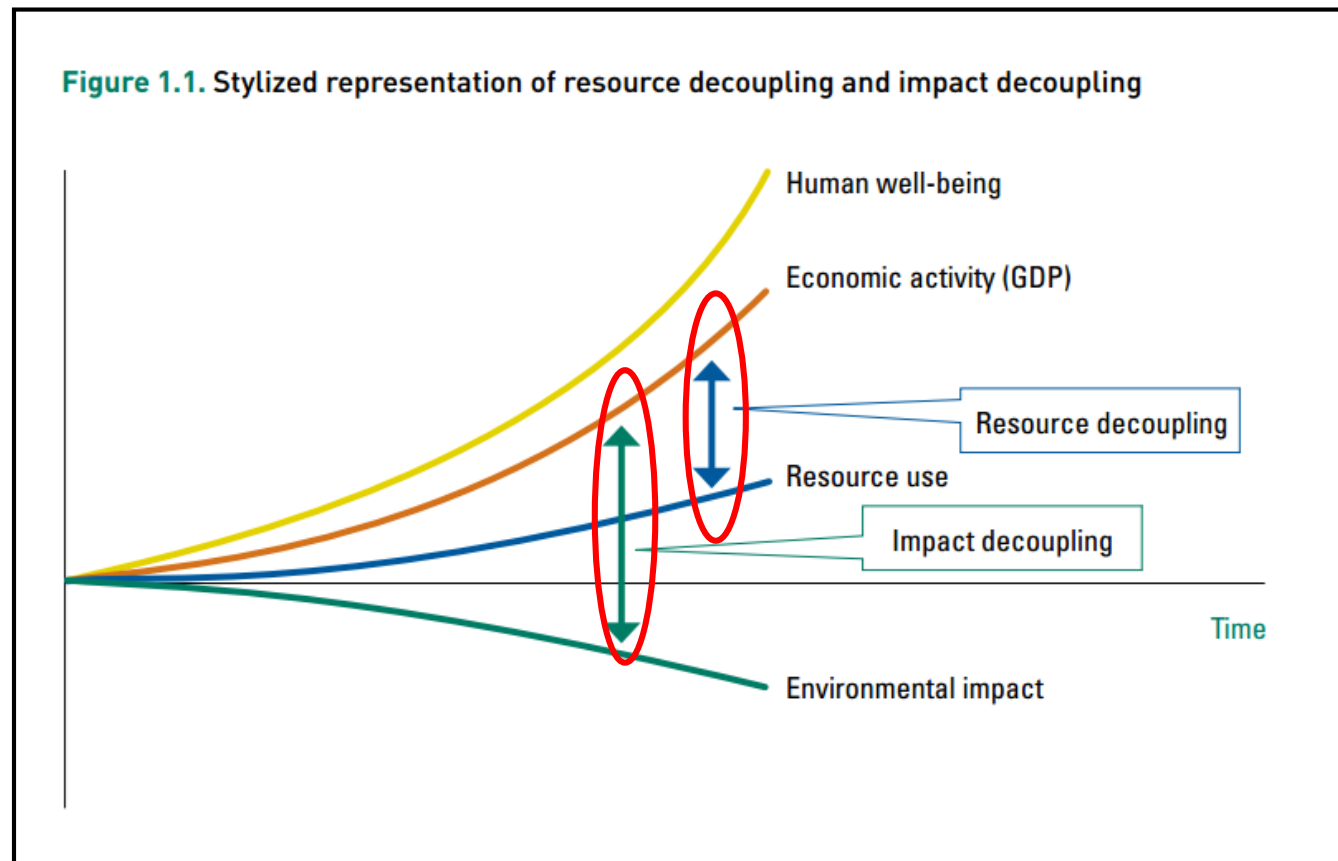 Figure 1.1. Stylized representation of resource decoupling and impact decoupling
Human well-being
Economic activity (GDP)
Resource decoupling
Resource use
Impact decoupling
Time
Environmental impact